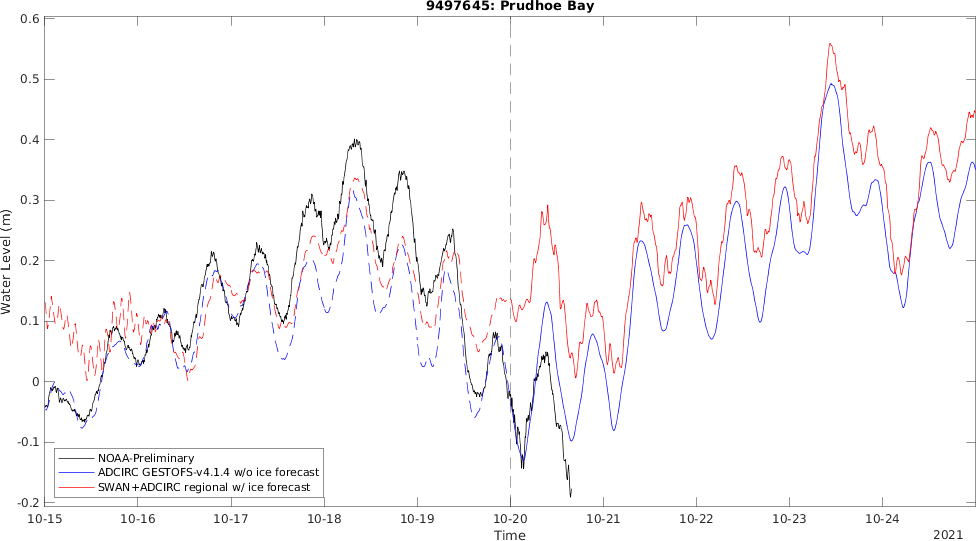 9497645: Prudhoe Bay
0.6
0.5
0.4
0.3
0.2
0.1
0
-0.1
-0.2
Water Level (m)
NOAA-Preliminary
ADCIRC GESTOFS-v4.1.4 w/o ice forecast
SWAN+ADCIRC regional w/ ice forecast
10-15 10-16 10-17 10-18 10-19 10-20 10-21 10-22 10-23 10-24
Time
2021